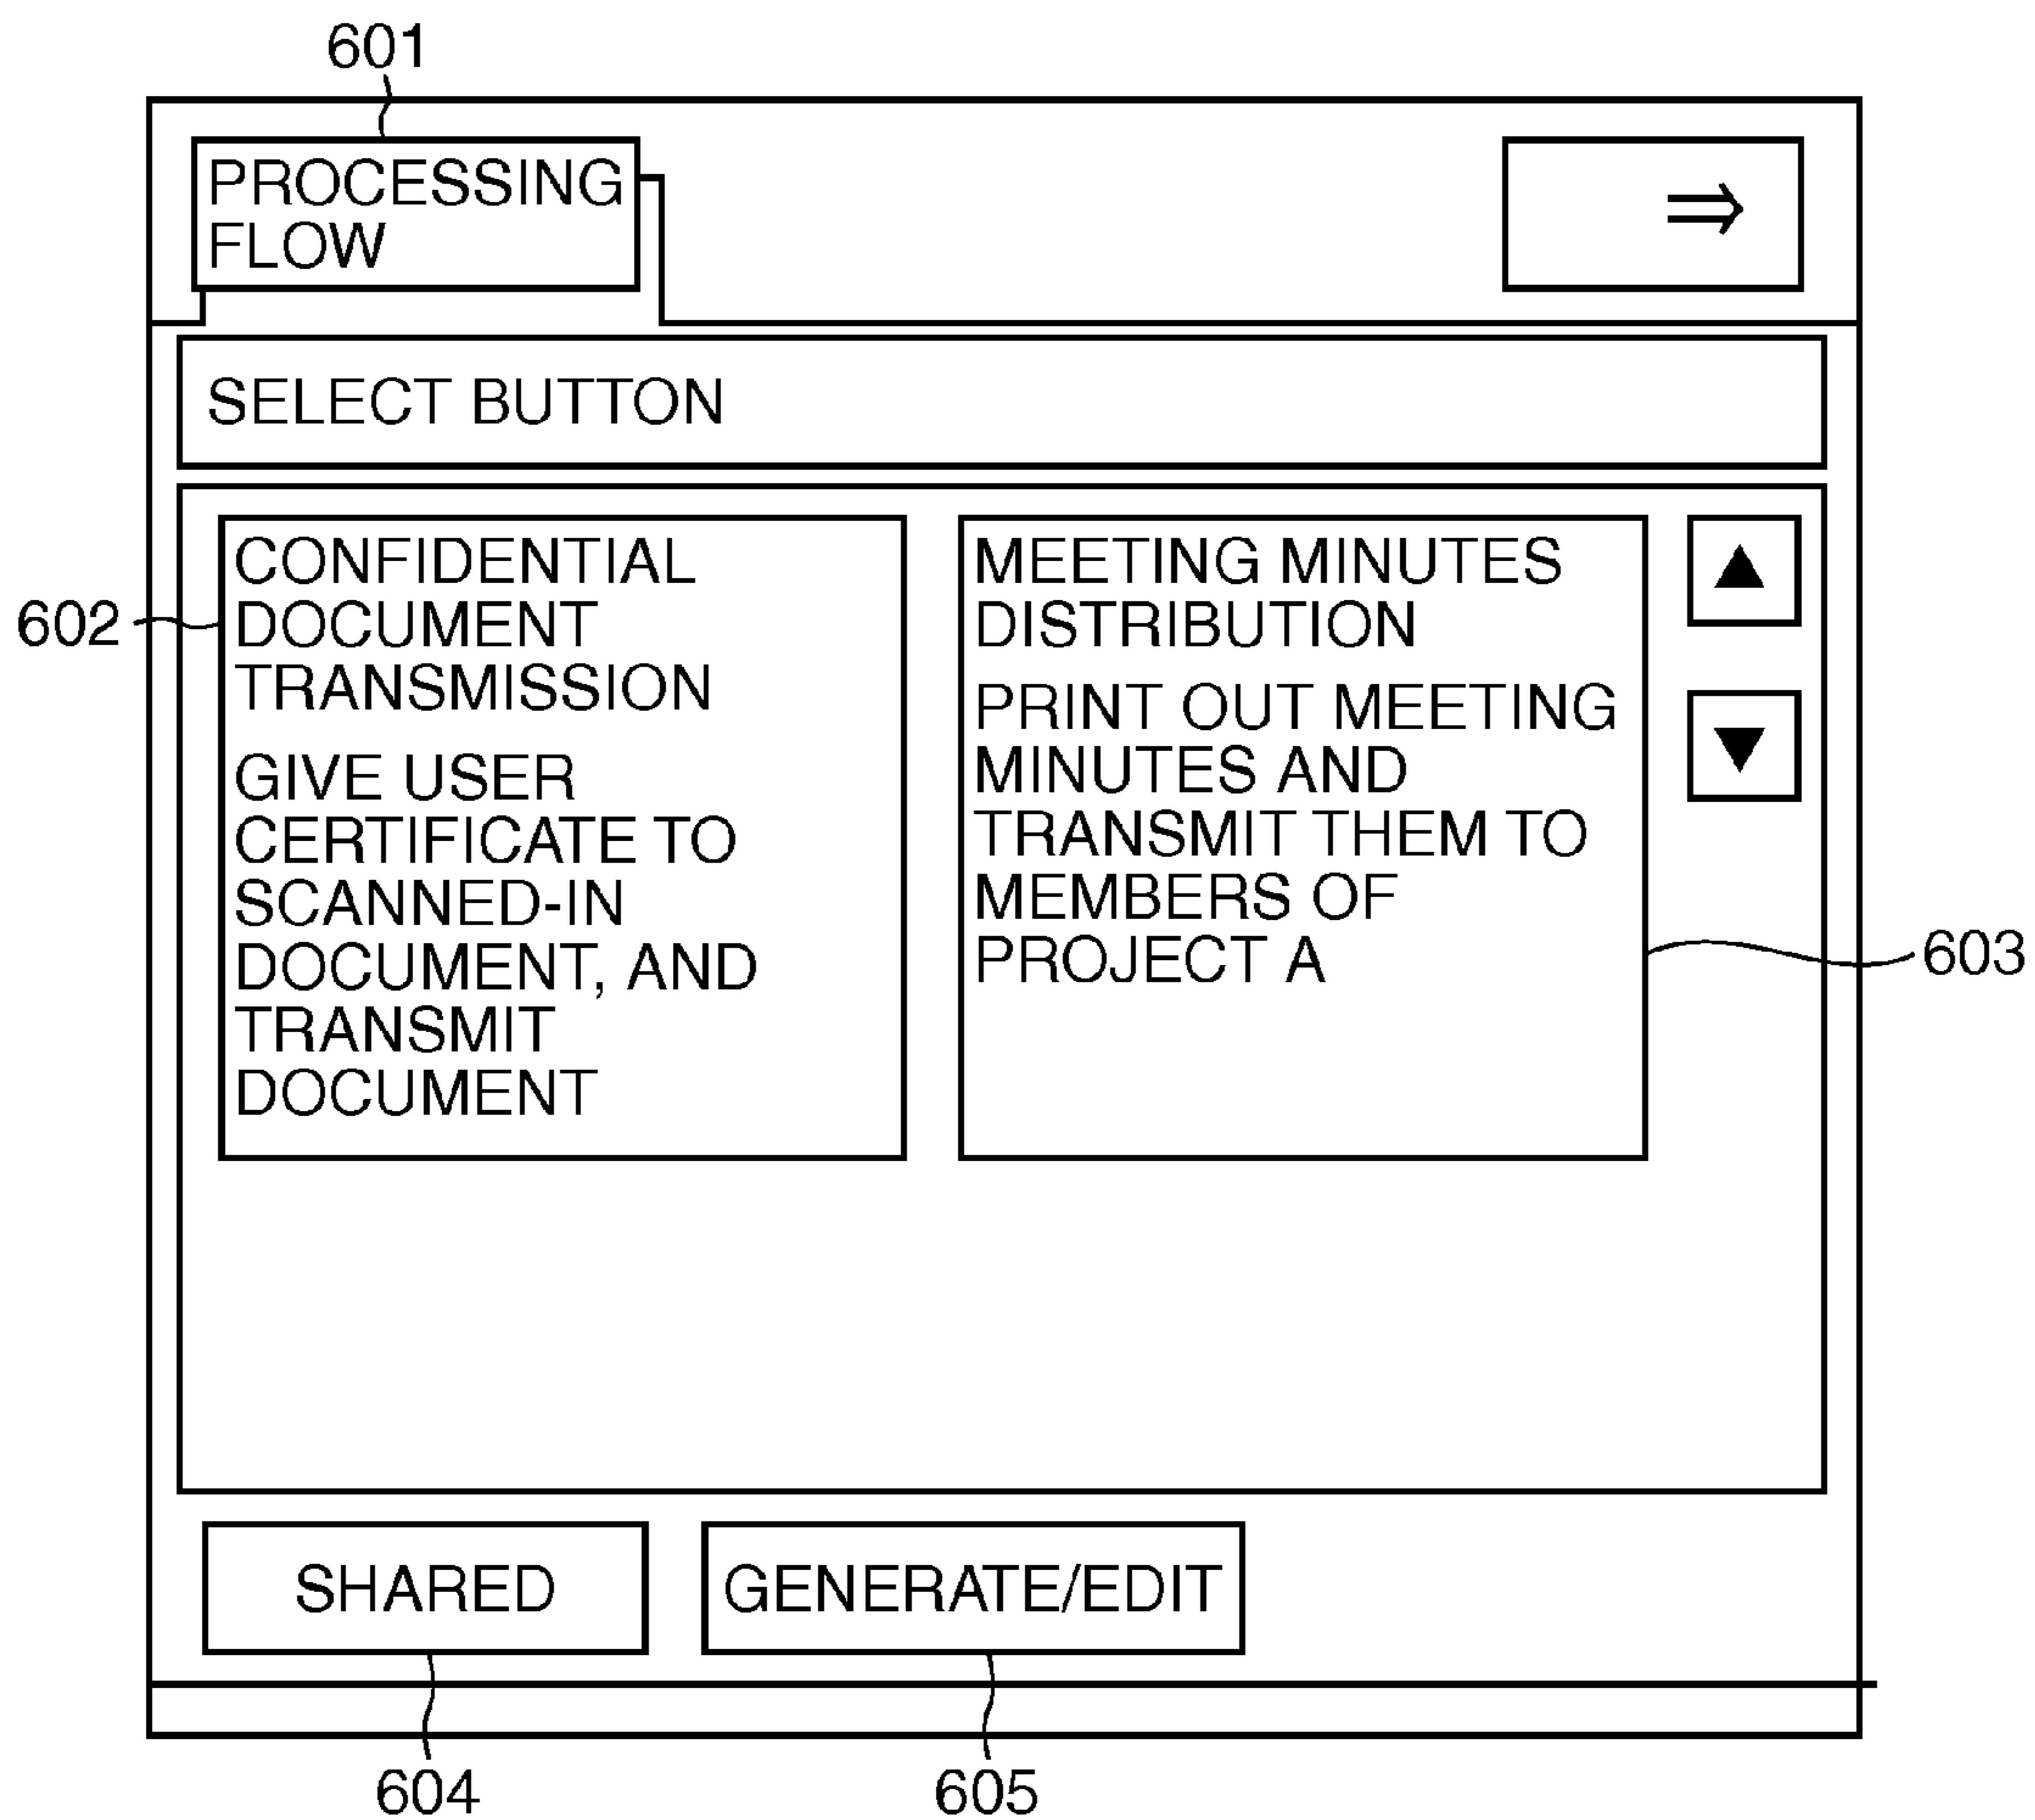 601
PROCESSING
FLOW
⇒
SELECT BUTTON
602
CONFIDENTIAL
DOCUMENT
TRANSMISSION
GIVE USER
CERTIFICATE TO
SCANNED-IN
DOCUMENT, AND
TRANSMIT
DOCUMENT
MEETING MINUTES
DISTRIBUTION
PRINT OUT MEETING
MINUTES AND
TRANSMIT THEM TO
MEMBERS OF
PROJECT A
▲
▼
603
SHARED
GENERATE/EDIT
604
605